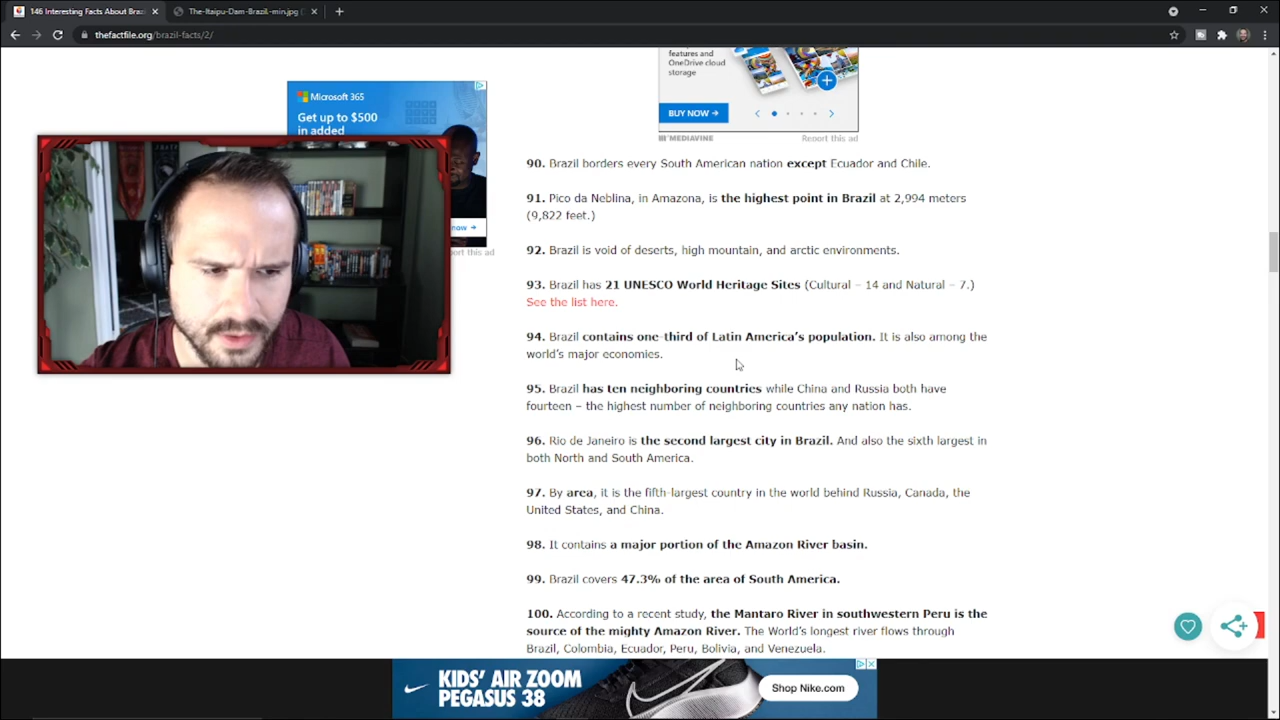 146 Interesting Facts About Braz
The-Itaipu-Dam-Brazil-min.jpg
thefactfile.org/brazil-facts/2/
features and
OneDrive cloud
storage
BUY NOW →
MEDIAVINE
Report this ad
Microsoft 365
Get up to $500
in added
now →
ort this ad
90. Brazil borders every South American nation except Ecuador and Chile.
91. Pico da Neblina, in Amazona, is the highest point in Brazil at 2,994 meters
(9,822 feet.)
92. Brazil is void of deserts, high mountain, and arctic environments.
93. Brazil has 21 UNESCO World Heritage Sites (Cultural – 14 and Natural – 7.)
See the list here.
94. Brazil contains one-third of Latin America's population. It is also among the
world's major economies.
95. Brazil has ten neighboring countries while China and Russia both have
fourteen – the highest number of neighboring countries any nation has.
96. Rio de Janeiro is the second largest city in Brazil. And also the sixth largest in
both North and South America.
97. By area, it is the fifth-largest country in the world behind Russia, Canada, the
United States, and China.
98. It contains a major portion of the Amazon River basin.
99. Brazil covers 47.3% of the area of South America.
100. According to a recent study, the Mantaro River in southwestern Peru is the
source of the mighty Amazon River. The World's longest river flows through
Brazil, Colombia, Ecuador, Peru, Bolivia, and Venezuela.
KIDS' AIR ZOOM
PEGASUS 38
Shop Nike.com